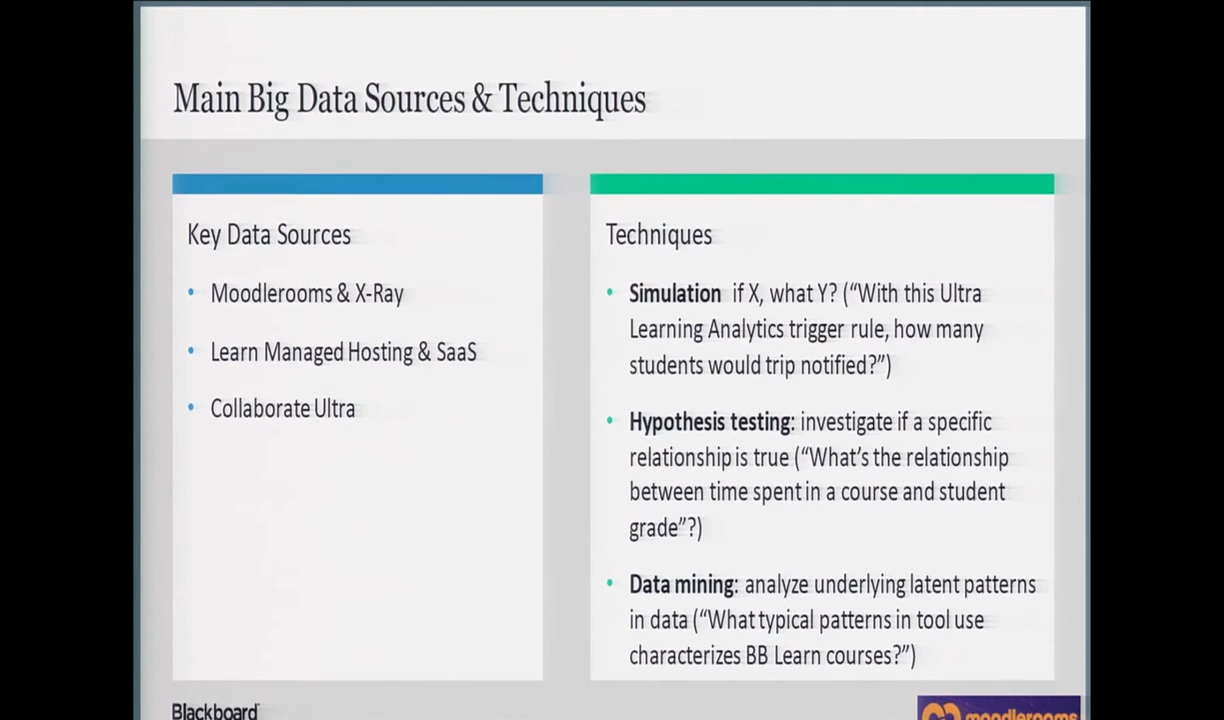 Main Big Data Sources & Techniques
Key Data Sources
• Moodlerooms & X-Ray
• Learn Managed Hosting & SaaS
• Collaborate Ultra
Techniques
• Simulation if X, what Y? (“With this Ultra
Learning Analytics trigger rule, how many
students would trip notified?”)
• Hypothesis testing: investigate if a specific
relationship is true (“What’s the relationship
between time spent in a course and student
grade”?)
• Data mining: analyze underlying latent patterns
in data (“What typical patterns in tool use
characterizes BB Learn courses?”)
Blackboard
moodlerooms